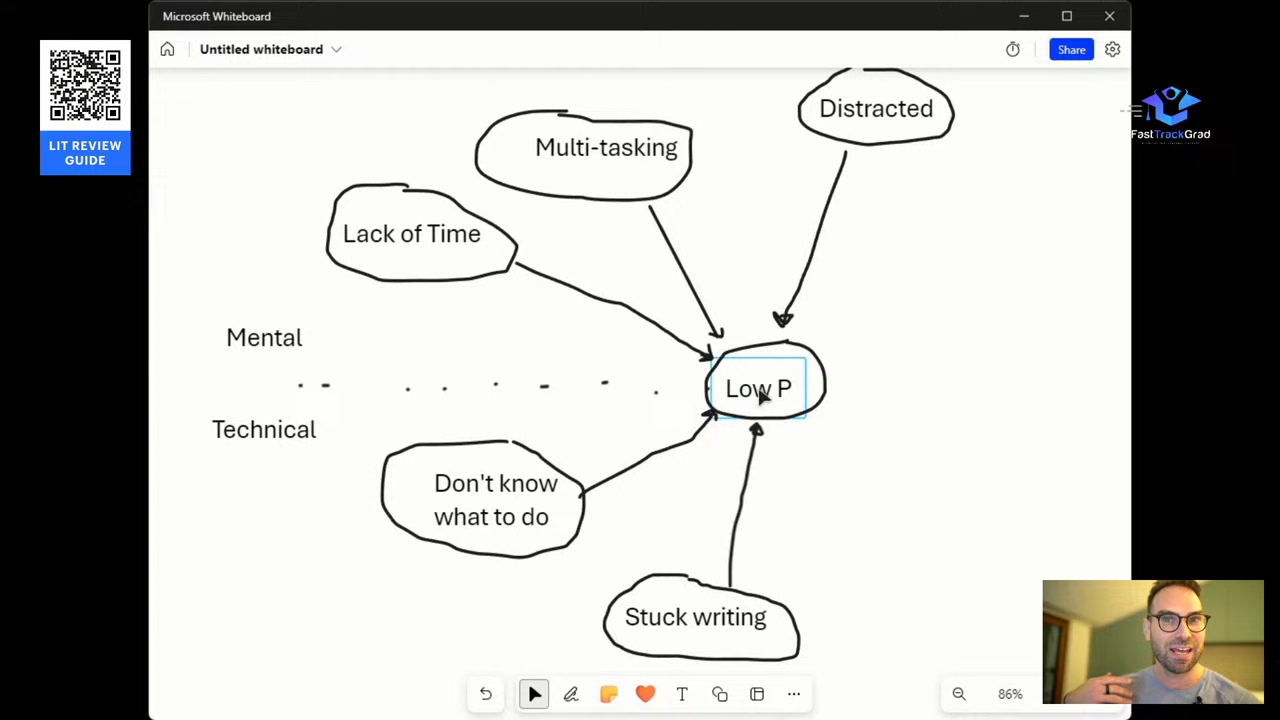 Microsoft Whiteboard
Untitled whiteboard
Share
LIT REVIEW
GUIDE
FastTrackGrad
Distracted
Multi-tasking
Lack of Time
Mental
Low P
Technical
Don't know
what to do
Stuck writing
86%